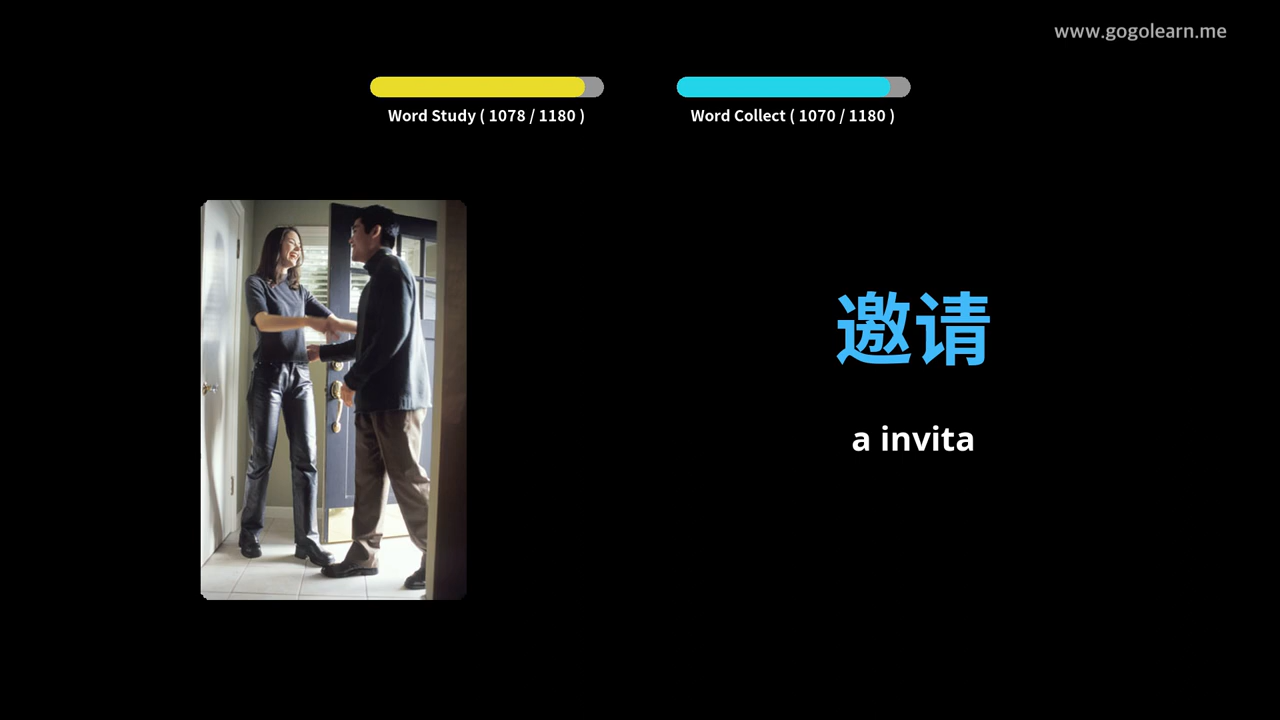 www.gogolearn.me
Word Study ( 1078 / 1180 )
Word Collect ( 1070 / 1180 )
邀请
a invita